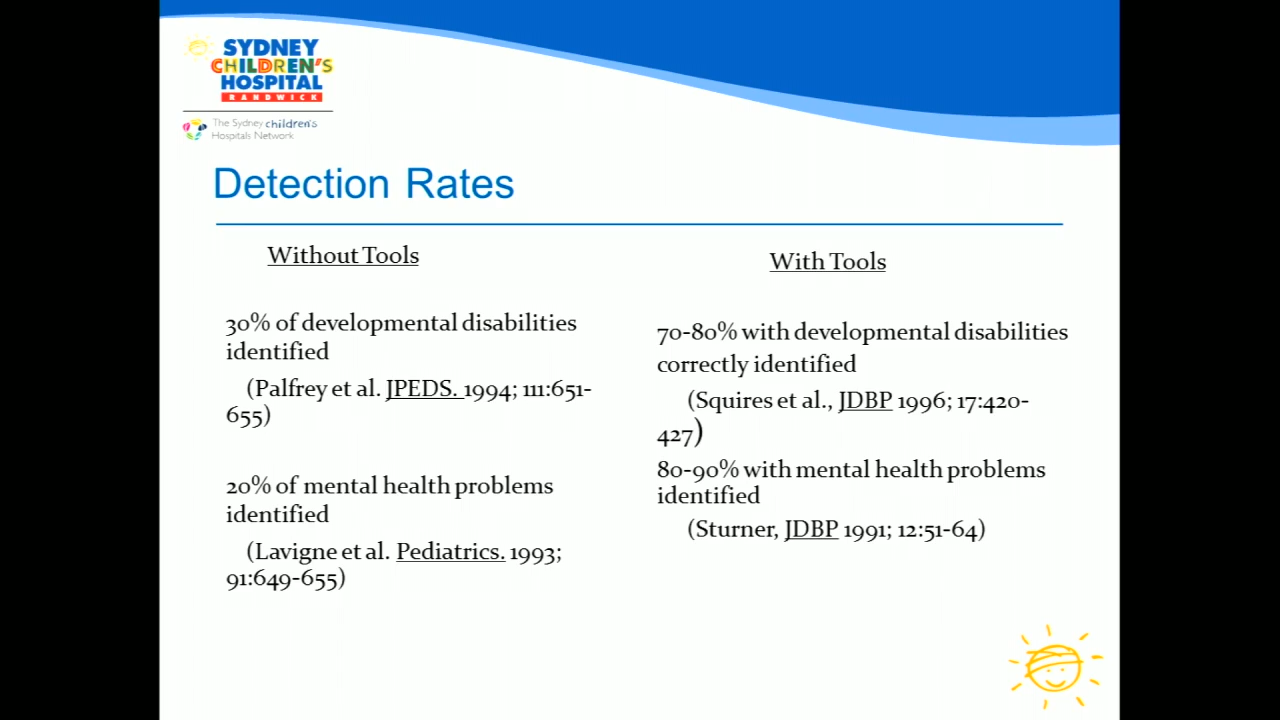 SYDNEY
CHILDREN'S
HOSPITAL
RANDWICK
The Sydney children's
Hospitals Network
Detection Rates
Without Tools
30% of developmental disabilities
identified
(Palfrey et al. JPEDS. 1994; 111:651-
655)
20% of mental health problems
identified
(Lavigne et al. Pediatrics. 1993;
91:649-655)
With Tools
70-80% with developmental disabilities
correctly identified
(Squires et al., JDBP 1996; 17:420-
427)
80-90% with mental health problems
identified
(Sturner, JDBP 1991; 12:51-64)